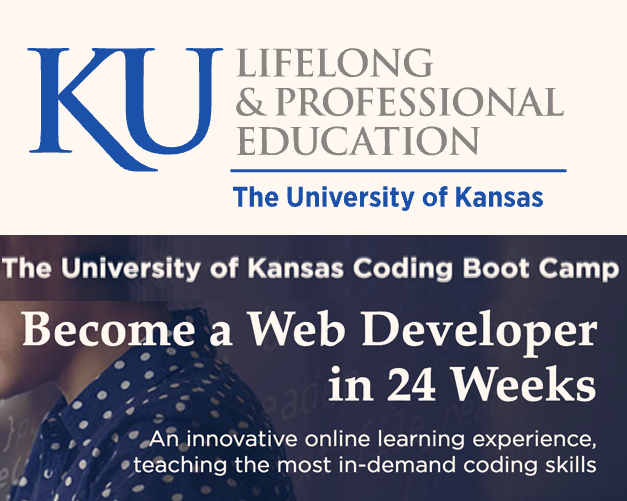 KU
LIFELONG
& PROFESSIONAL
EDUCATION
The University of Kansas
The University of Kansas Coding Boot Camp
Become a Web Developer
in 24 Weeks
An innovative online learning experience,
teaching the most in-demand coding skills